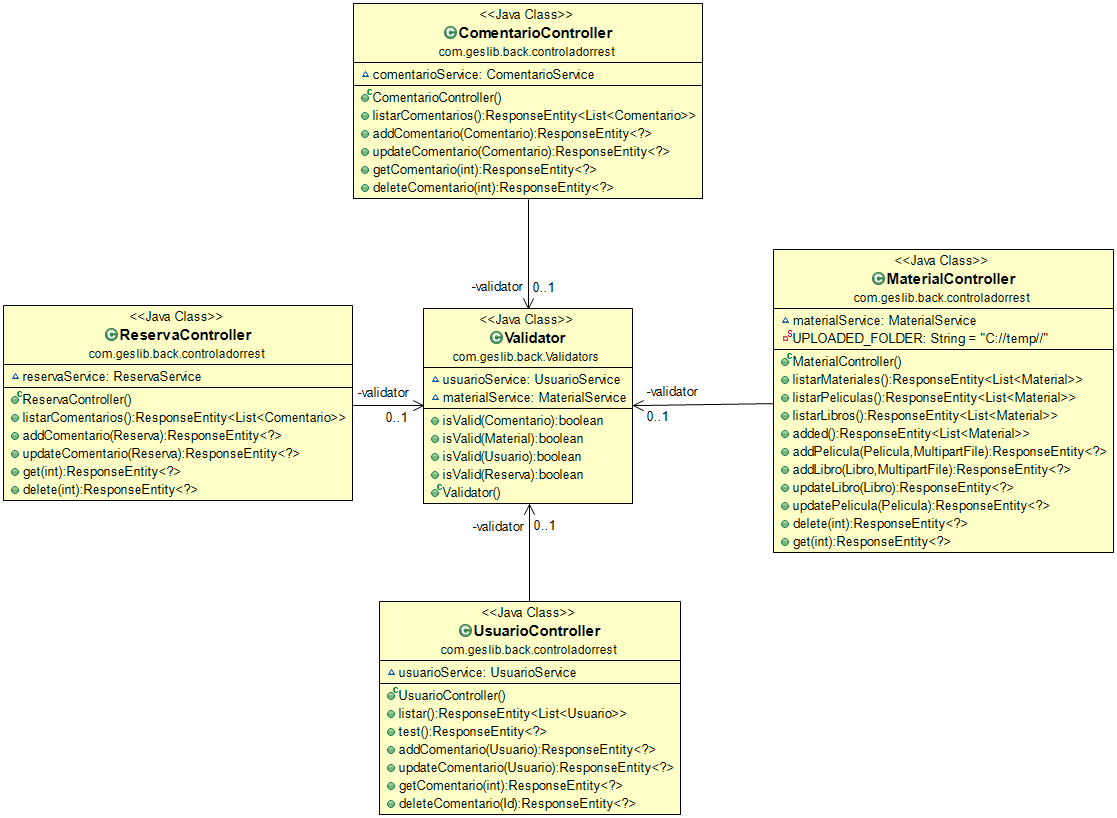 <<Java Class>>
ComentarioController
com.geslib.back.controladorrest
comentarioService: ComentarioService
ComentarioController()
listarComentarios():ResponseEntity<List<Comentario>>
addComentario(Comentario):ResponseEntity<?>
updateComentario(Comentario):ResponseEntity<?>
getComentario(int):ResponseEntity<?>
deleteComentario(int):ResponseEntity<?>
-validator 0..1
<<Java Class>>
ReservaController
com.geslib.back.controladorrest
reservaService: ReservaService
ReservaController()
listarComentarios():ResponseEntity<List<Comentario>>
addComentario(Reserva):ResponseEntity<?>
updateComentario(Reserva):ResponseEntity<?>
get(int):ResponseEntity<?>
delete(int):ResponseEntity<?>
-validator
0..1
<<Java Class>>
Validator
com.geslib.back.Validators
usuarioService: UsuarioService
materialService: MaterialService
isValid(Comentario):boolean
isValid(Material):boolean
isValid(Usuario):boolean
isValid(Reserva):boolean
Validator()
-validator
0..1
<<Java Class>>
MaterialController
com.geslib.back.controladorrest
materialService: MaterialService
UPLOADED_FOLDER: String = "C://temp//"
MaterialController()
listarMateriales():ResponseEntity<List<Material>>
listarPeliculas():ResponseEntity<List<Material>>
listarLibros():ResponseEntity<List<Material>>
added():ResponseEntity<List<Material>>
addPelicula(Pelicula,MultipartFile):ResponseEntity<?>
addLibro(Libro,MultipartFile):ResponseEntity<?>
updateLibro(Libro):ResponseEntity<?>
updatePelicula(Pelicula):ResponseEntity<?>
delete(int):ResponseEntity<?>
get(int):ResponseEntity<?>
-validator 0..1
<<Java Class>>
UsuarioController
com.geslib.back.controladorrest
usuarioService: UsuarioService
UsuarioController()
listar():ResponseEntity<List<Usuario>>
test():ResponseEntity<?>
addComentario(Usuario):ResponseEntity<?>
updateComentario(Usuario):ResponseEntity<?>
getComentario(int):ResponseEntity<?>
deleteComentario(Id):ResponseEntity<?>